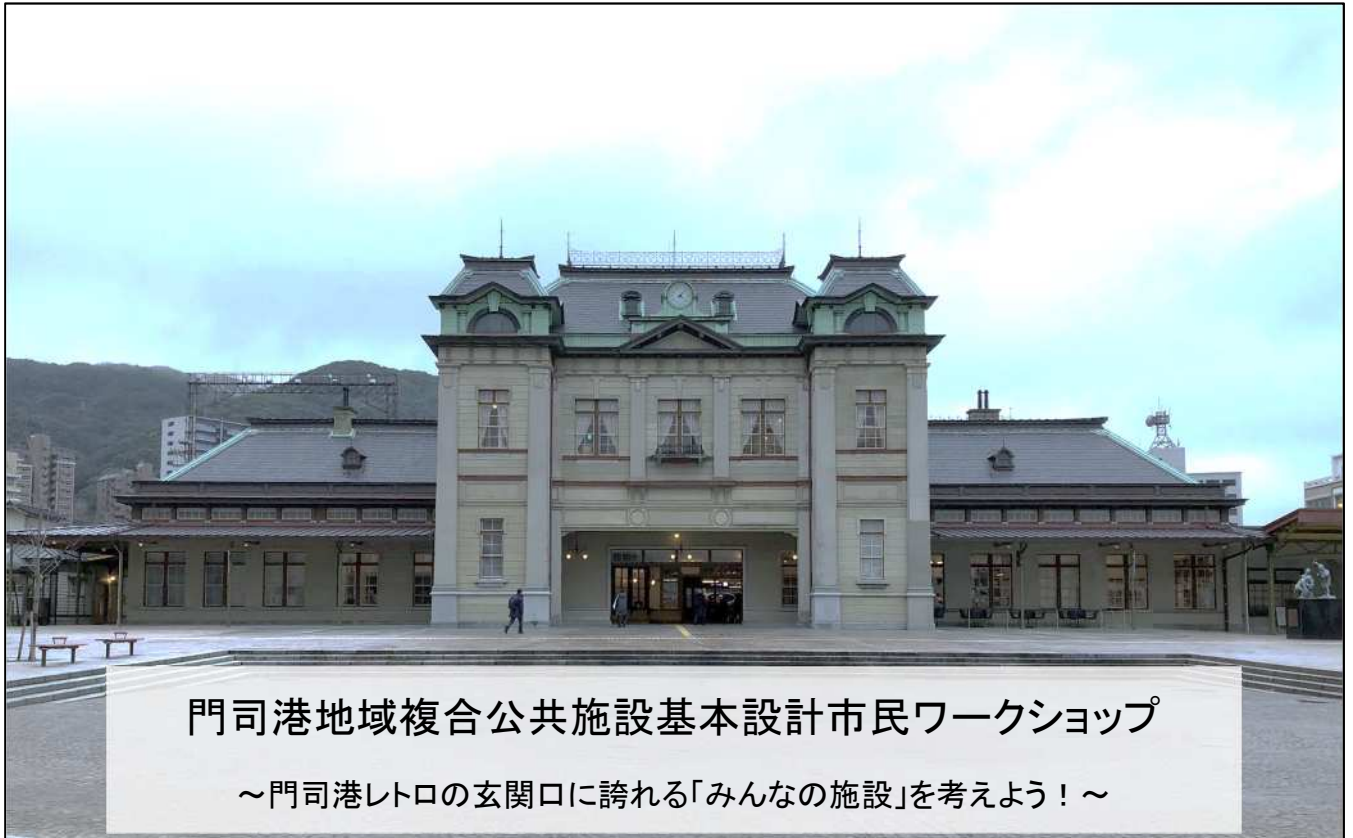 門司港地域複合公共施設基本設計市民ワークショップ
～門司港レトロの玄関口に誇れる「みんなの施設」を考えよう！～